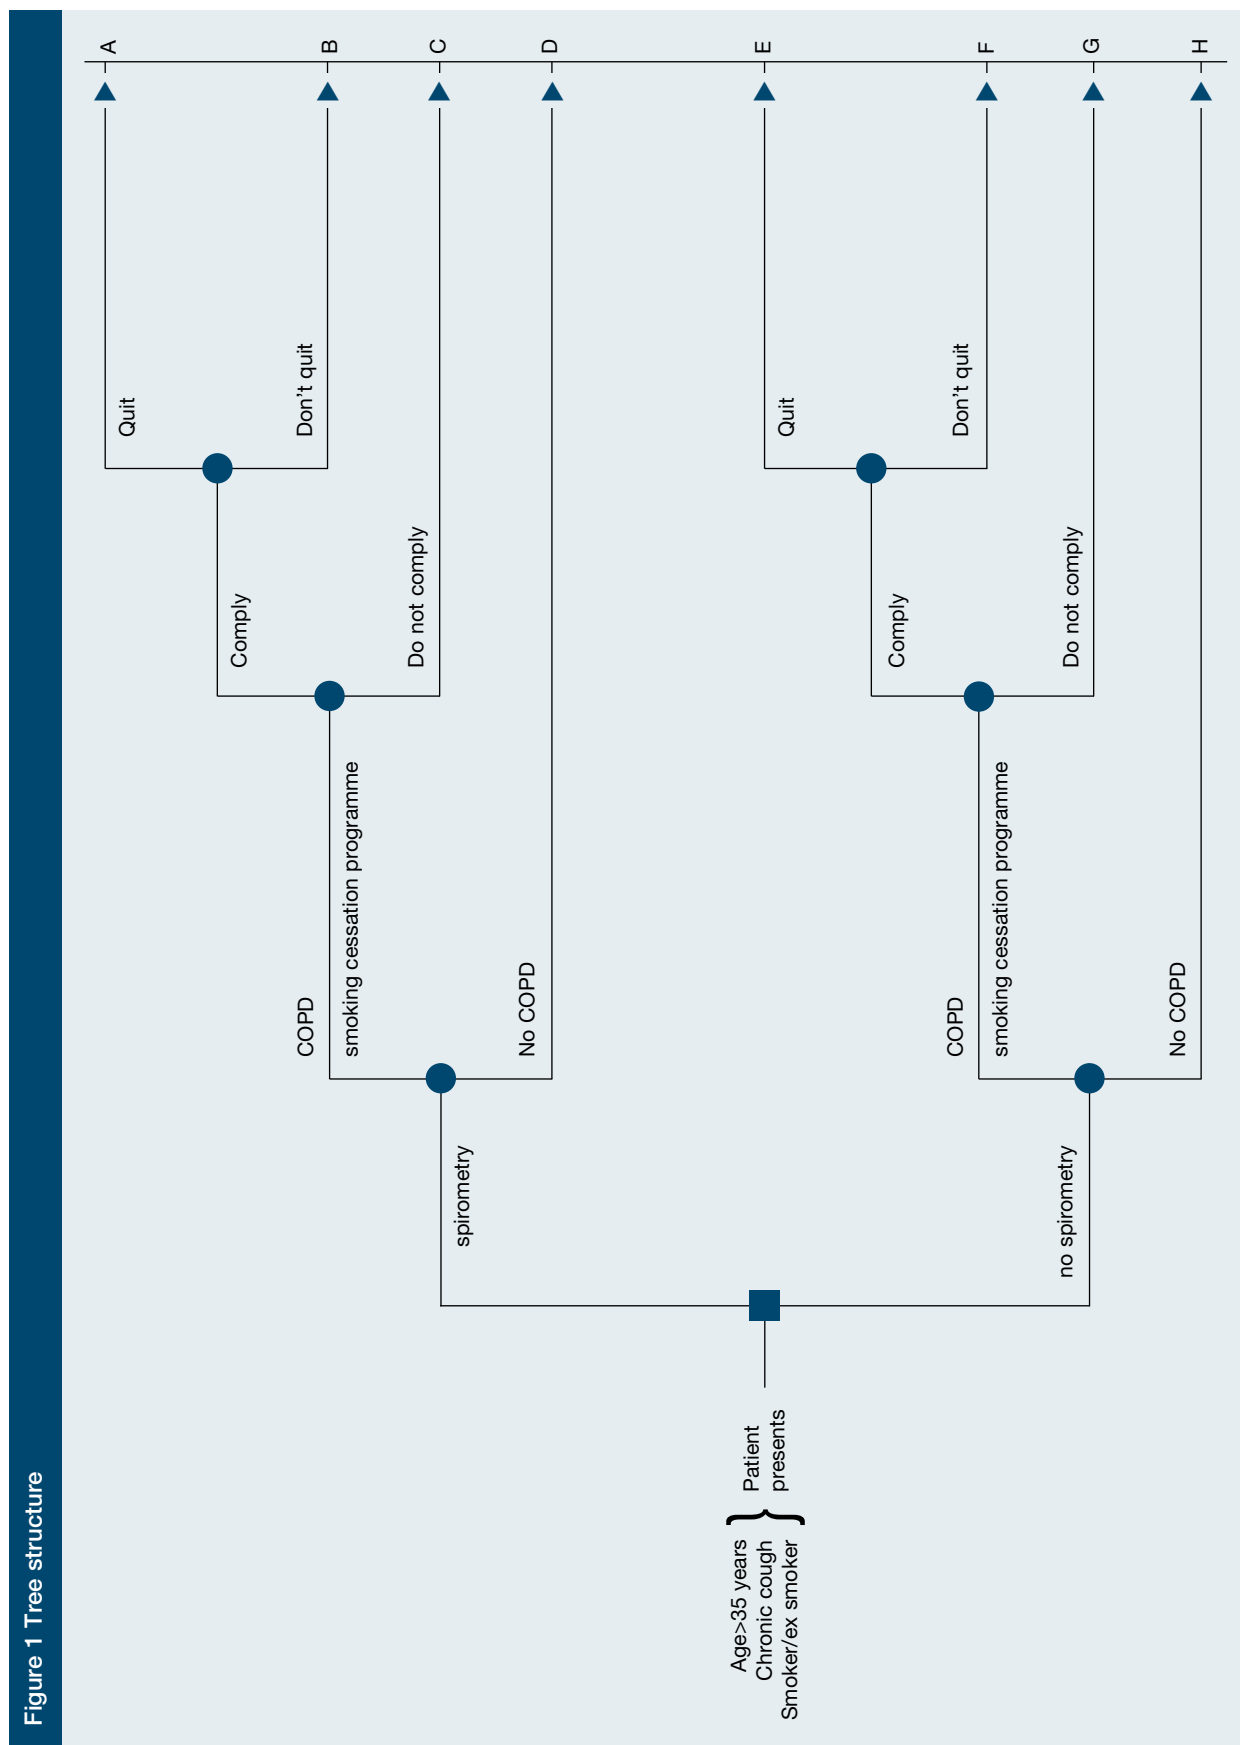 Figure 1 Tree structure
Age>35 years
Chronic cough
Smoker/ex smoker
Patient
presents
spirometry
COPD
smoking cessation programme
Comply
Quit
A
Don't quit
B
Do not comply
C
No COPD
D
no spirometry
COPD
smoking cessation programme
Comply
Quit
E
Don't quit
F
Do not comply
G
No COPD
H